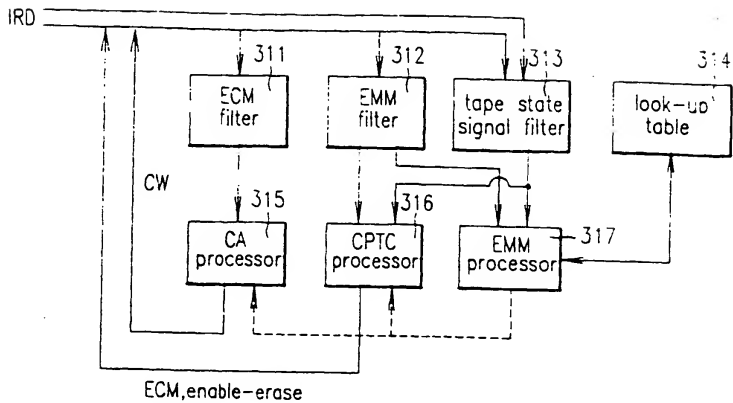 IRD
311
312
313
314
ECM
filter
EMM
filter
tape state
signal filter
look-up
table
CW
315
316
317
CA
processor
CPTC
processor
EMM
processor
ECM,enable-erase